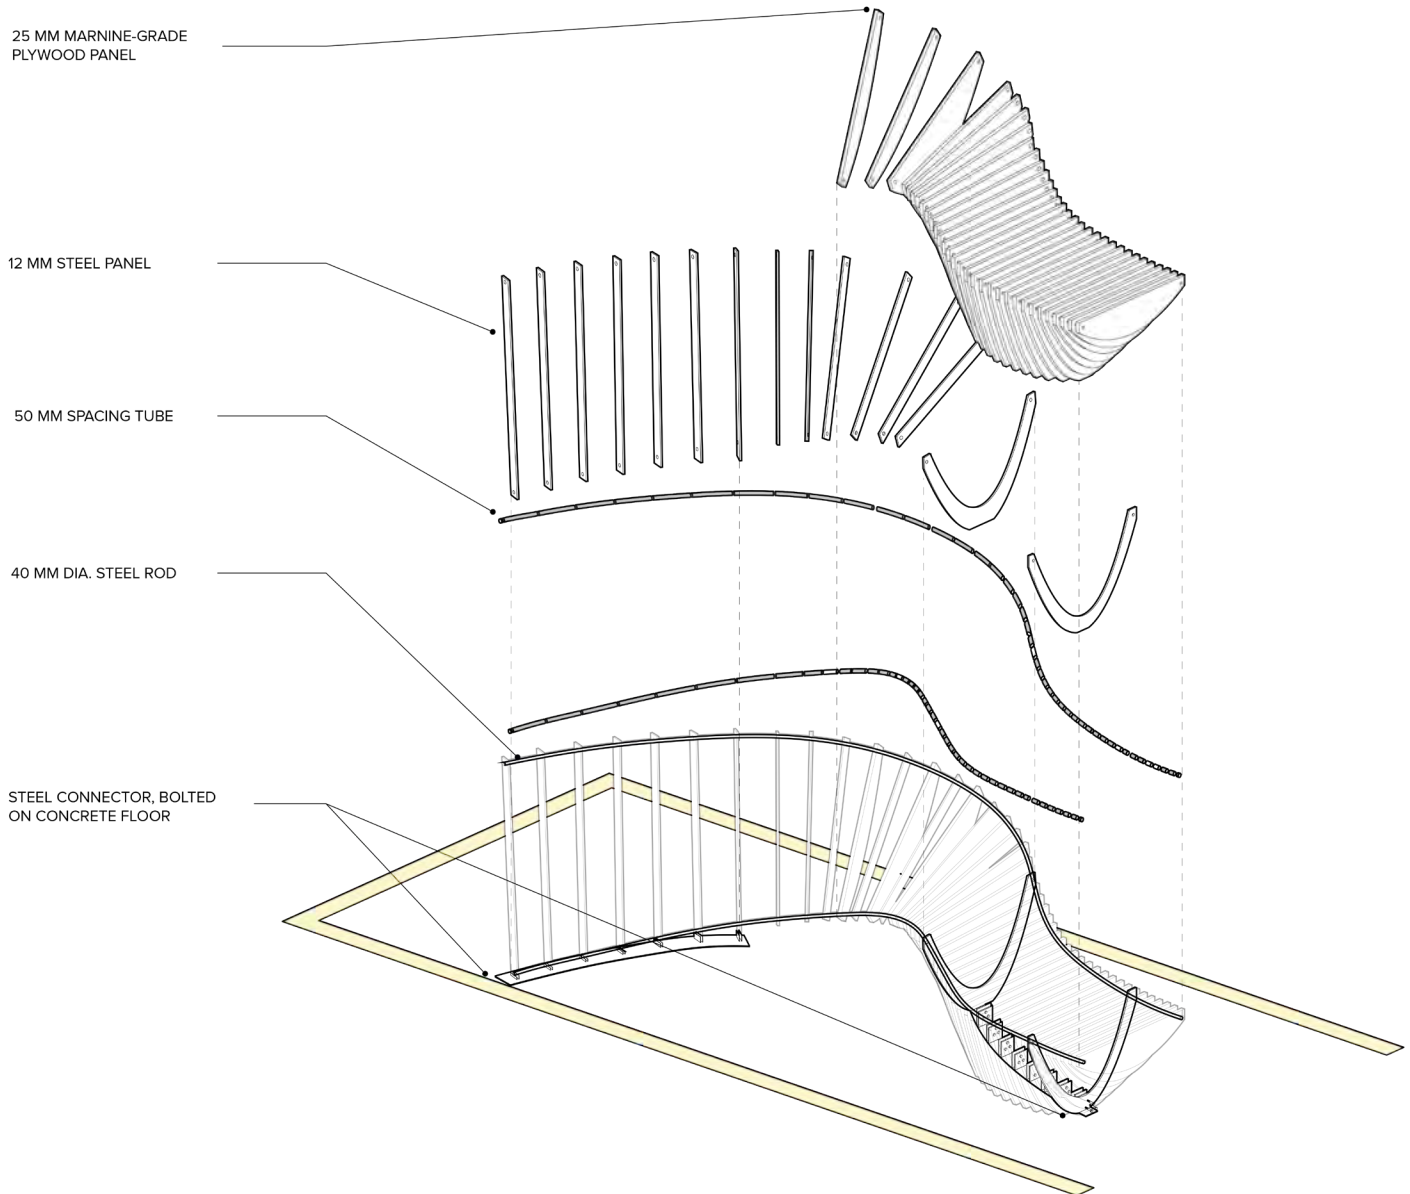 25 MM MARNINE-GRADE
PLYWOOD PANEL
12 MM STEEL PANEL
50 MM SPACING TUBE
40 MM DIA. STEEL ROD
STEEL CONNECTOR, BOLTED
ON CONCRETE FLOOR